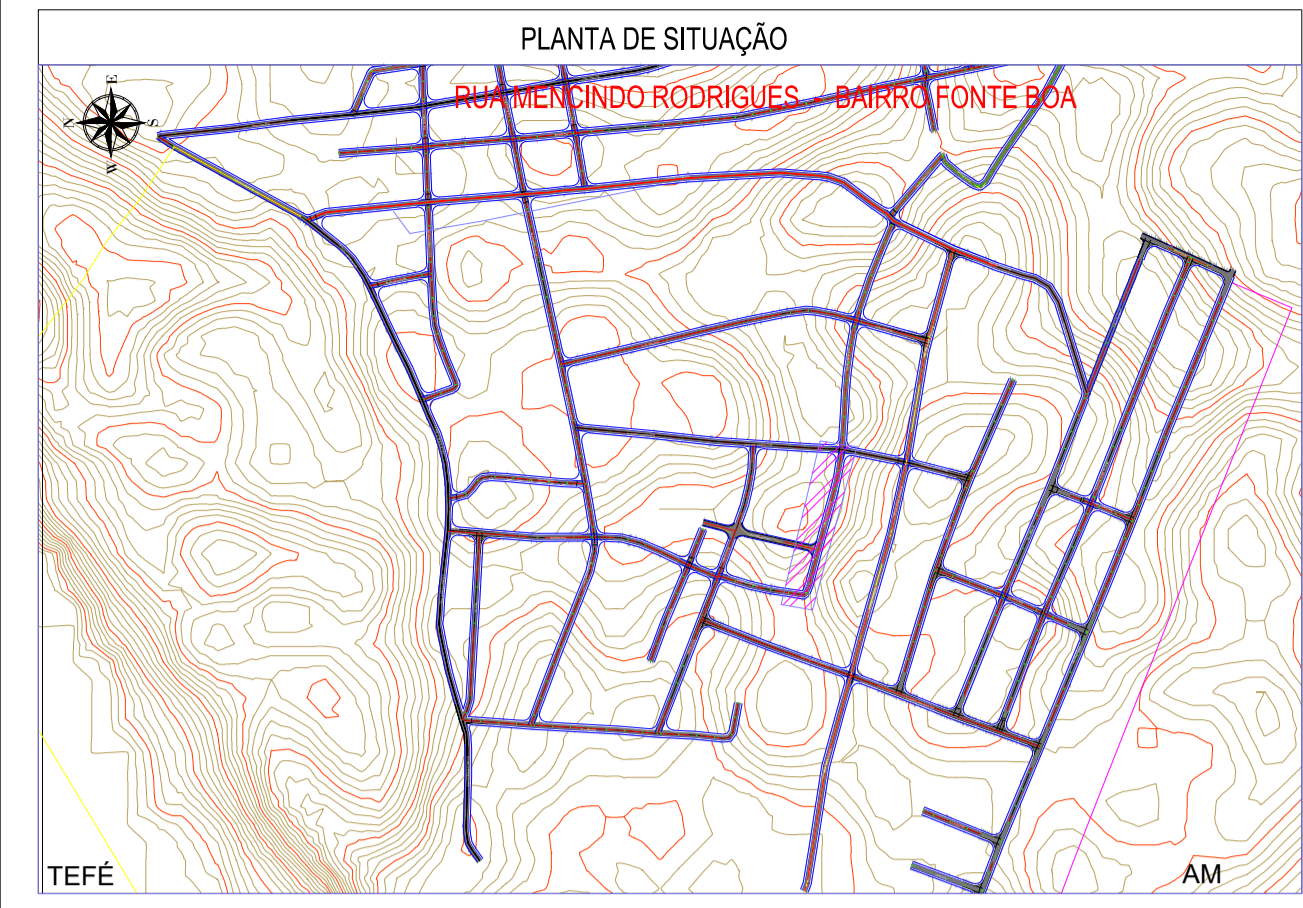 PLANTA DE SITUAÇÃO
RUA MENCINDO RODRIGUES - BAIRRO FONTE BOA
E
N S
W
TEFÉ AM